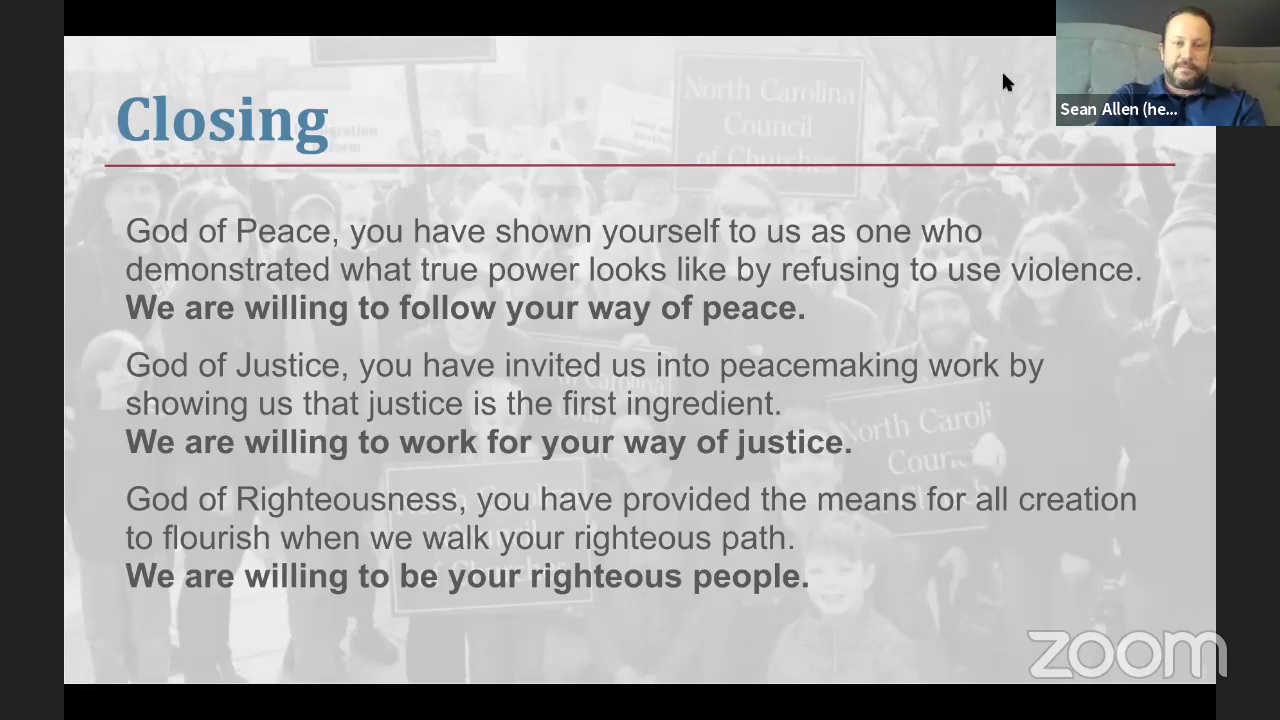 Closing
North Carolina
Council
of Churches
Sean Allen (he...
God of Peace, you have shown yourself to us as one who
demonstrated what true power looks like by refusing to use violence.
We are willing to follow your way of peace.
God of Justice, you have invited us into peacemaking work by
showing us that justice is the first ingredient.
We are willing to work for your way of justice.
North Caroli
Counc
God of Righteousness, you have provided the means for all creation
to flourish when we walk your righteous path.
We are willing to be your righteous people.
of Churches
zoom